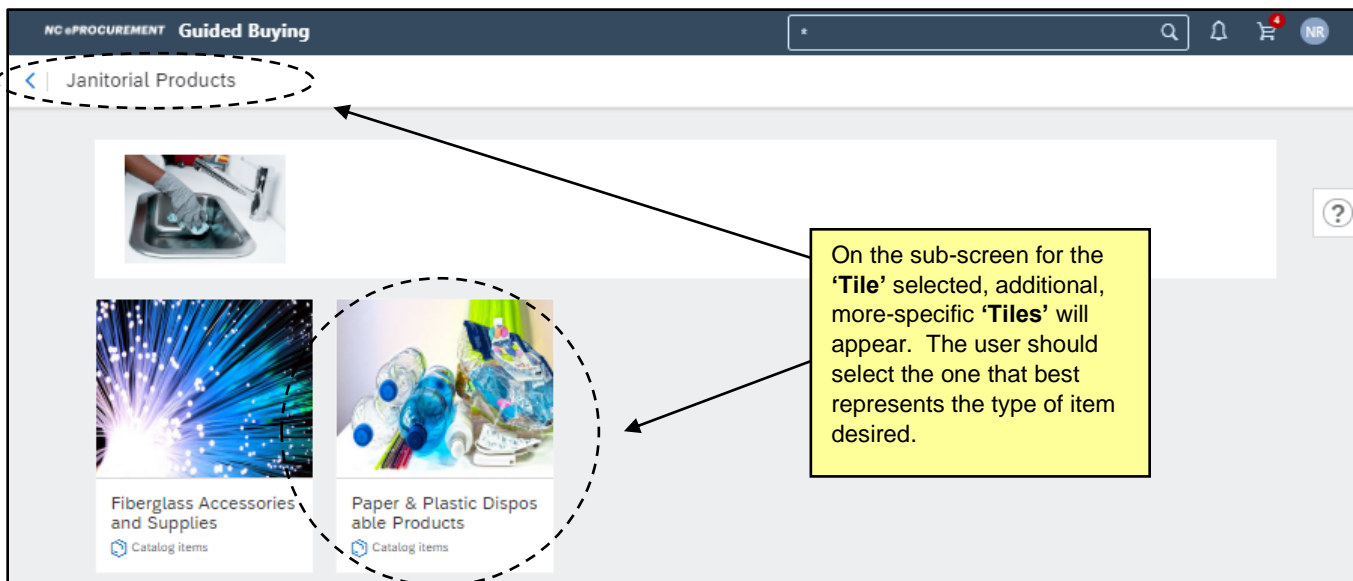 NC ePROCUREMENT Guided Buying
*
4
NR
Janitorial Products
?
On the sub-screen for the
'Tile' selected, additional,
more-specific 'Tiles' will
appear. The user should
select the one that best
represents the type of item
desired.
Fiberglass Accessories
and Supplies
Catalog items
Paper & Plastic Dispos
able Products
Catalog items